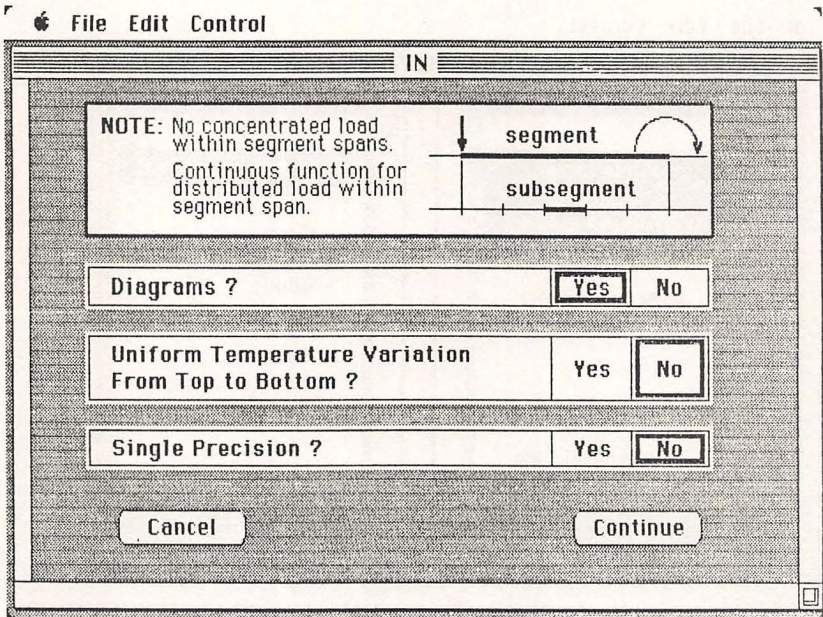 File Edit Control
IN
NOTE: No concentrated load
within segment spans.
Continuous function for
distributed load within
segment span.
segment
subsegment
Diagrams ? Yes No
Uniform Temperature Variation
From Top to Bottom ? Yes No
Single Precision ? Yes No
Cancel Continue